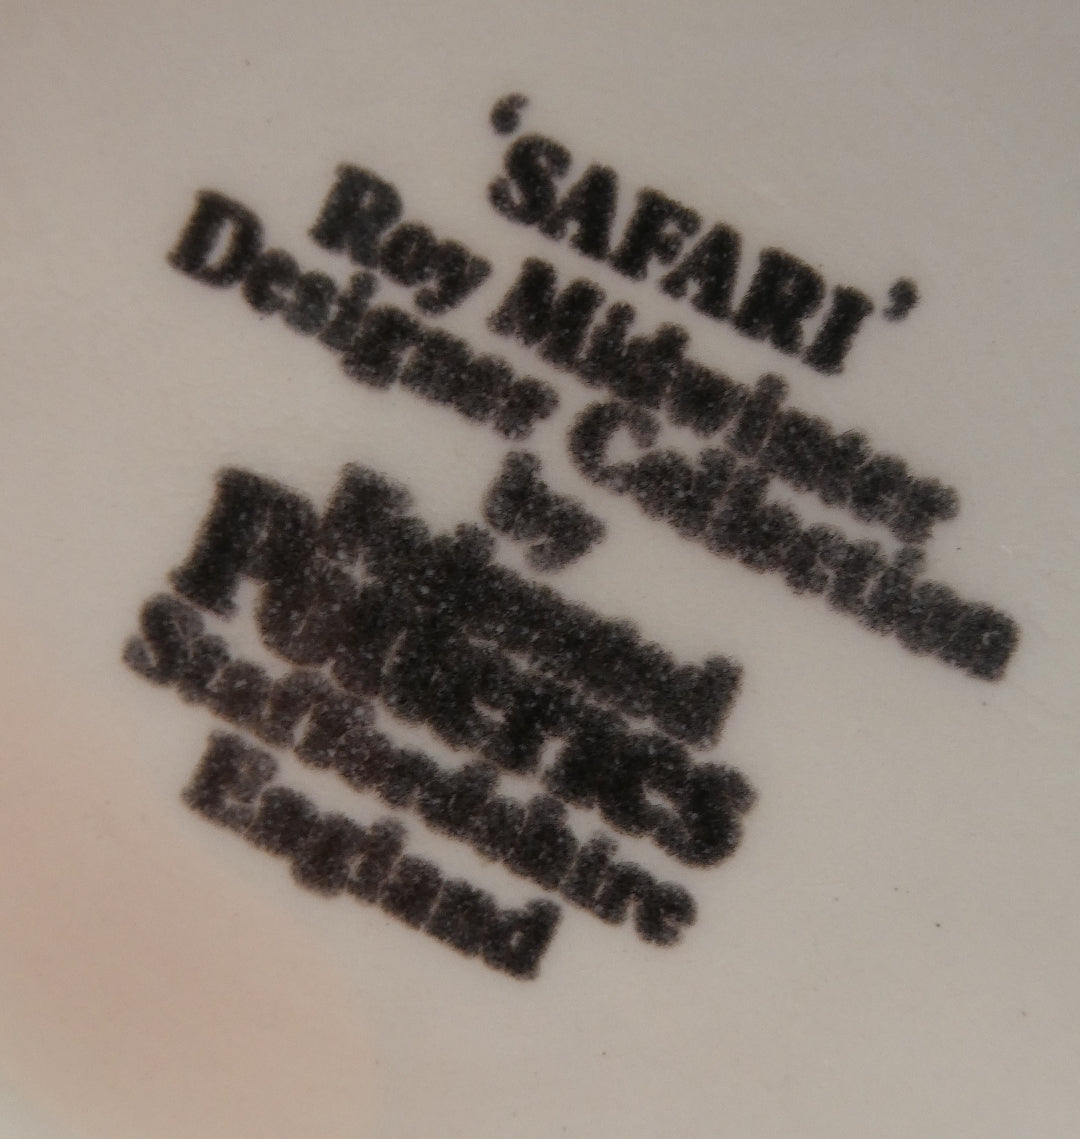 ‘SAFARI’
Roy Midwinter
Designer Collection
by
POTTERIES
Staffordshire
England